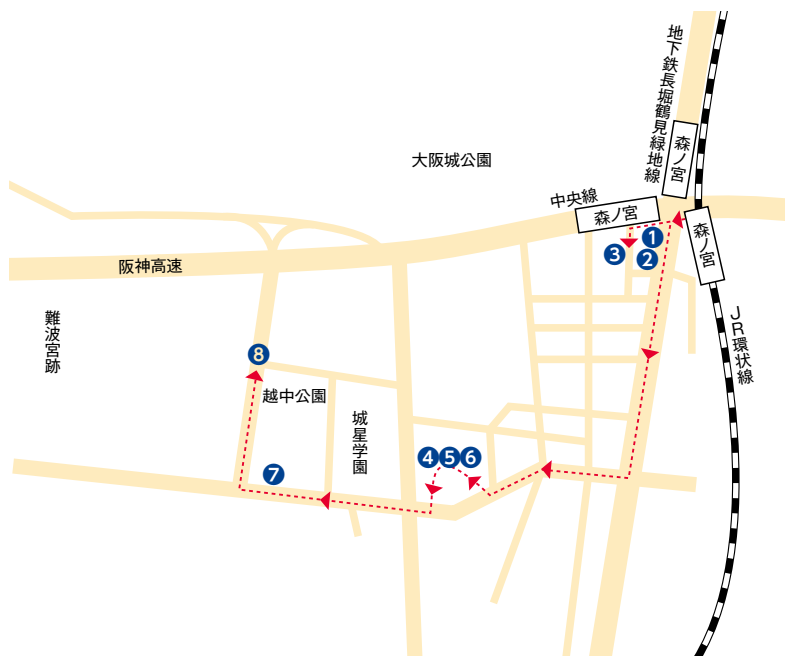 地下鉄長堀鶴見緑地線
森ノ宮
大阪城公園
中央線
森ノ宮
森ノ宮
1
2
3
阪神高速
難波宮跡
JR環状線
8
越中公園
城星学園
4
5
6
7